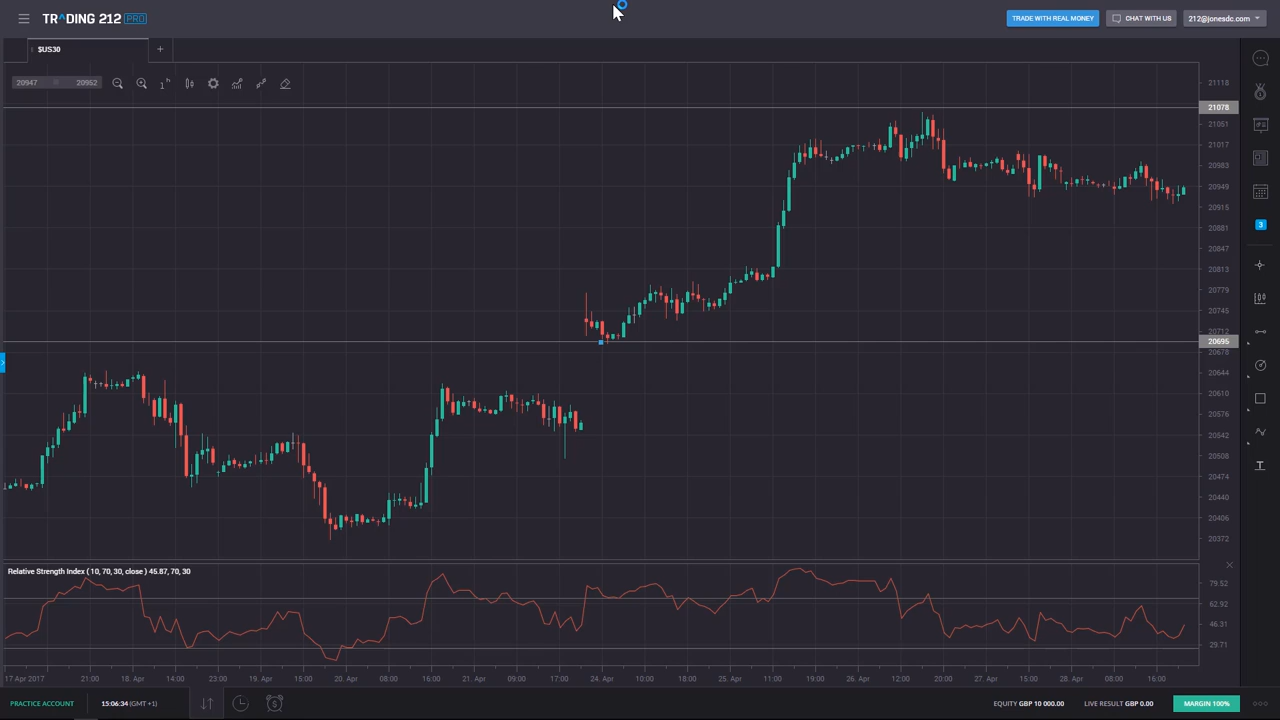 TRADING 212 PRO
TRADE WITH REAL MONEY
CHAT WITH US
212@jonesdc.com
$US30
+
20947 20952
1h
21118
21078
21051
21017
20983
20949
20915
20881
20847
20813
20779
20745
20712
20695
20678
20644
20610
20576
20542
20508
20474
20440
20406
20372
3
T
Relative Strength Index ( 10, 70, 30, close ) 45.87, 70, 30
79.52
62.92
46.31
29.71
17 Apr 2017 21:00 18. Apr 14:00 23:00 19. Apr 15:00 20. Apr 08:00 16:00 21. Apr 09:00 17:00 24. Apr 10:00 18:00 25. Apr 11:00 19:00 26. Apr 12:00 20:00 27. Apr 15:00 28. Apr 08:00 16:00
PRACTICE ACCOUNT
15:06:34 (GMT+1)
EQUITY GBP 10 000.00
LIVE RESULT GBP 0.00
MARGIN 100%